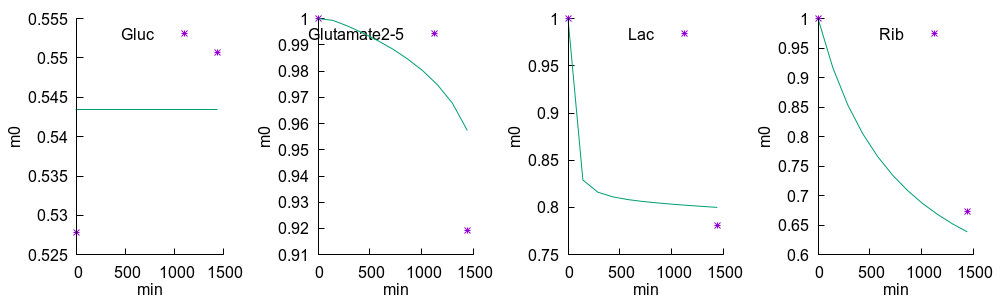 Gluc
0.555
0.55
0.545
0.54
0.535
0.53
0.525
m0
0 500 1000 1500
min
Glutamate2-5
1
0.99
0.98
0.97
0.96
0.95
0.94
0.93
0.92
0.91
m0
0 500 1000 1500
min
Lac
1
0.95
0.9
0.85
0.8
0.75
m0
0 500 1000 1500
min
Rib
1
0.95
0.9
0.85
0.8
0.75
0.7
0.65
0.6
m0
0 500 1000 1500
min